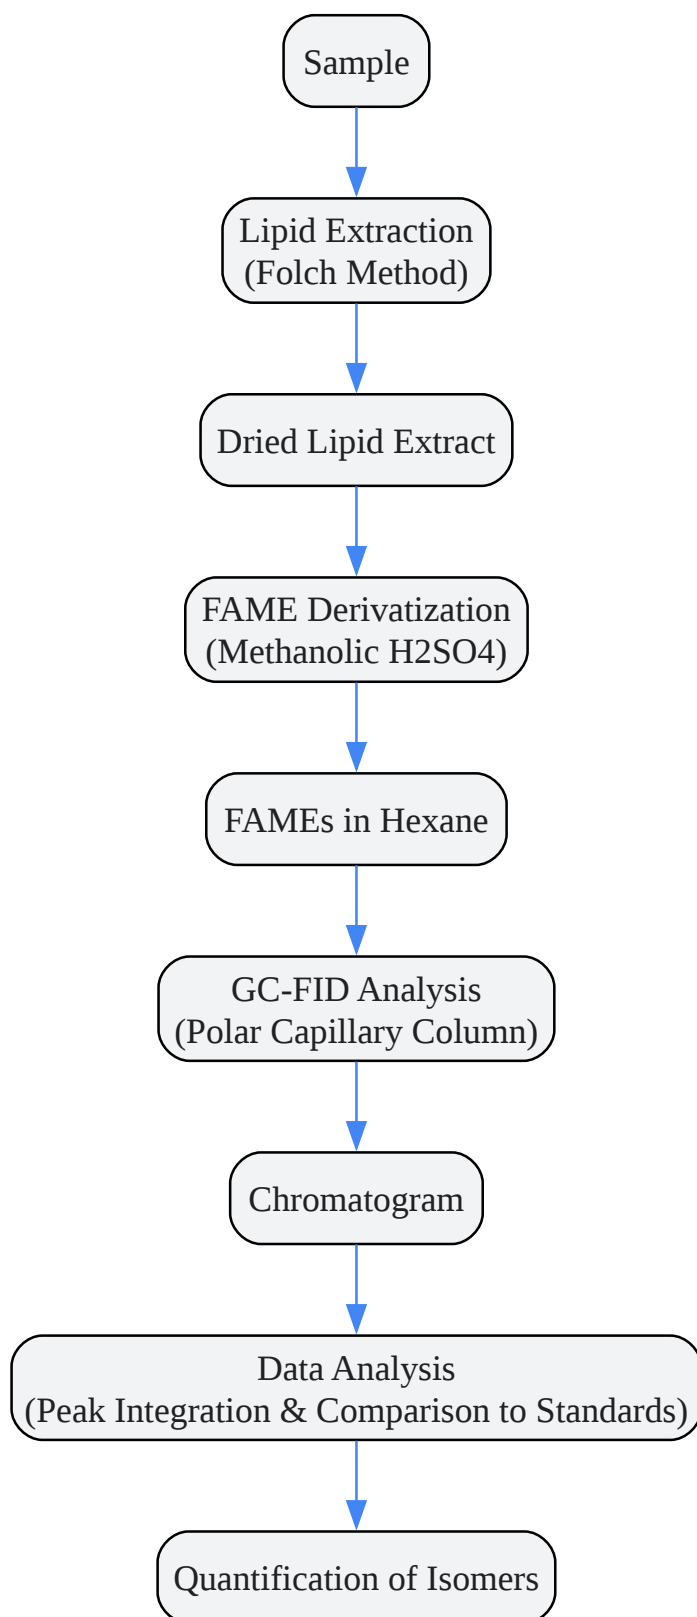 Sample
Lipid Extraction
(Folch Method)
Dried Lipid Extract
FAME Derivatization
(Methanolic H2SO4)
FAMEs in Hexane
GC-FID Analysis
(Polar Capillary Column)
Chromatogram
Data Analysis
(Peak Integration & Comparison to Standards)
Quantification of Isomers